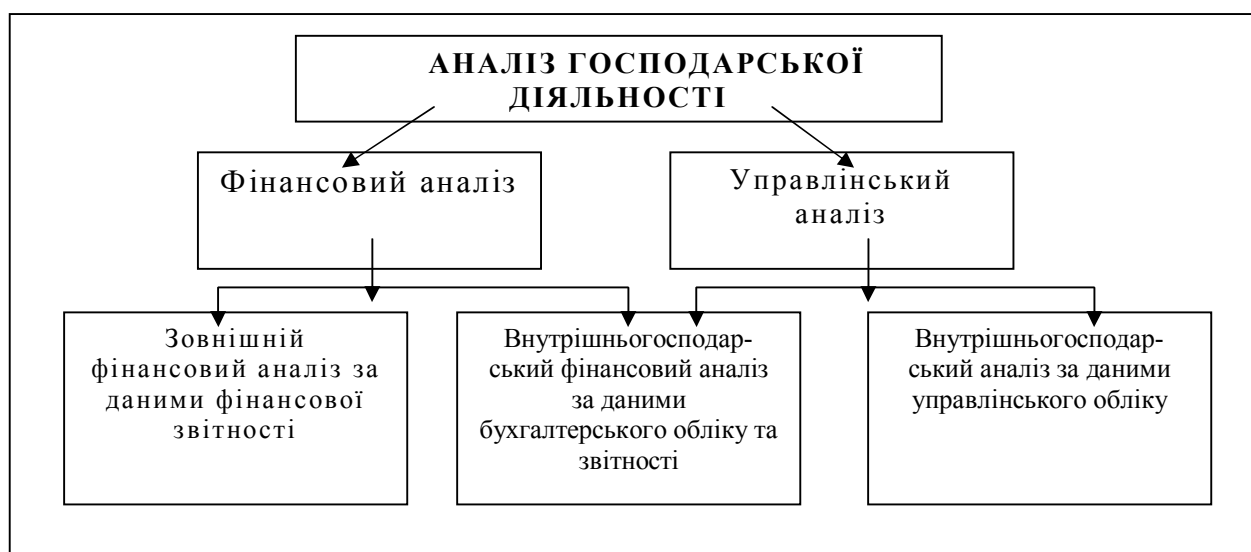 АНАЛІЗ ГОСПОДАРСЬКОЇ
ДІЯЛЬНОСТІ
Фінансовий аналіз
Управлінський
аналіз
Зовнішній
фінансовий аналіз за
даними фінансової
звітності
Внутрішньогосподар-
ський фінансовий аналіз
за даними
бухгалтерського обліку та
звітності
Внутрішньогосподар-
ський аналіз за даними
управлінського обліку